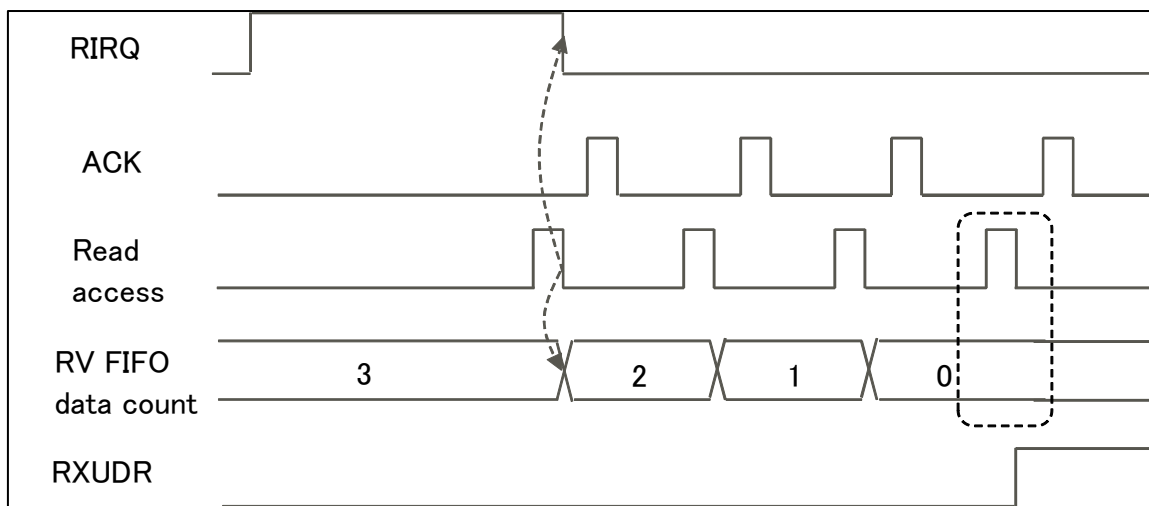 RIRQ
ACK
Read
access
RV FIFO
data count
3
2
1
0
RXUDR